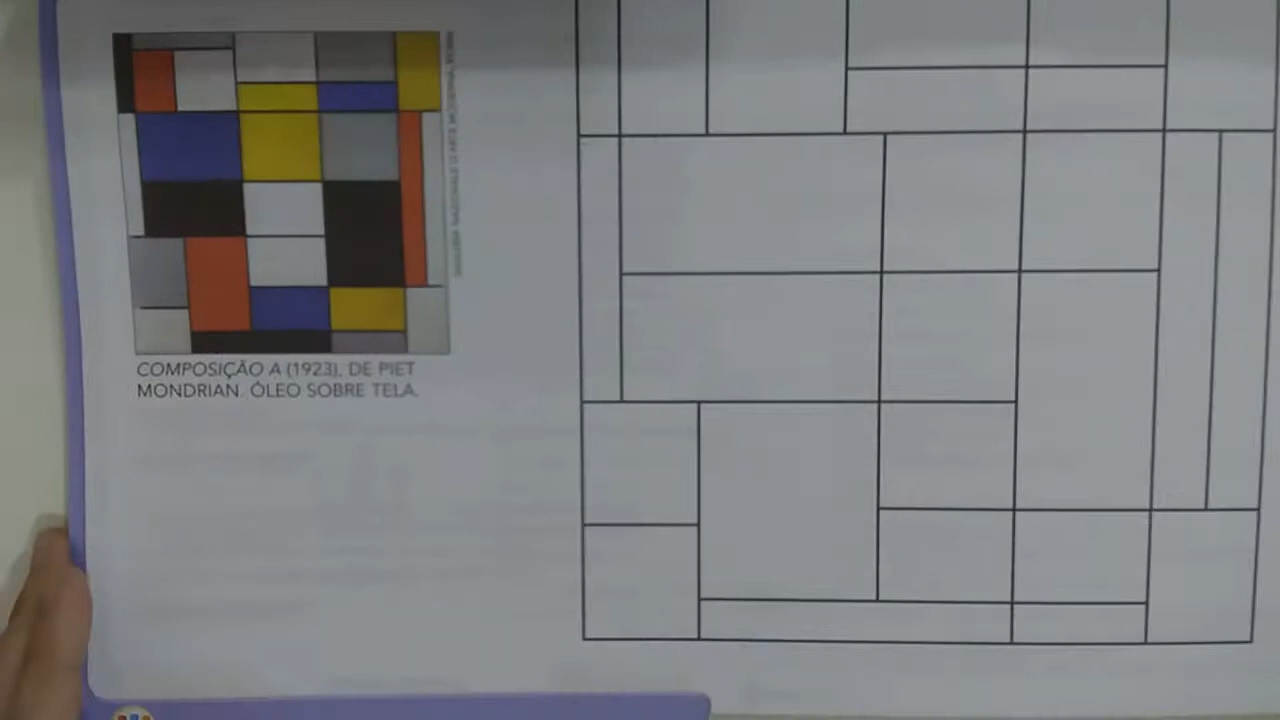 COMPOSIÇÃO A (1923), DE PIET
MONDRIAN. ÓLEO SOBRE TELA.